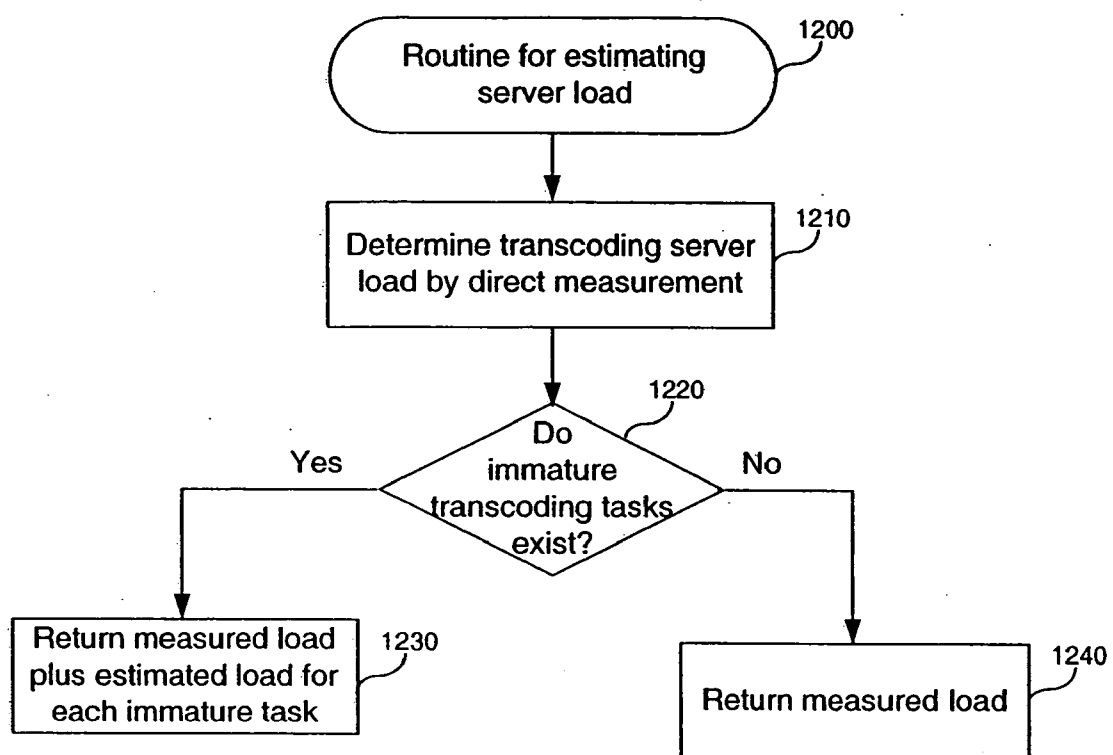 1200
Routine for estimating
server load
1210
Determine transcoding server
load by direct measurement
1220
Do
immature
transcoding tasks
exist?
Yes
No
Return measured load
plus estimated load for
each immature task
1230
Return measured load
1240